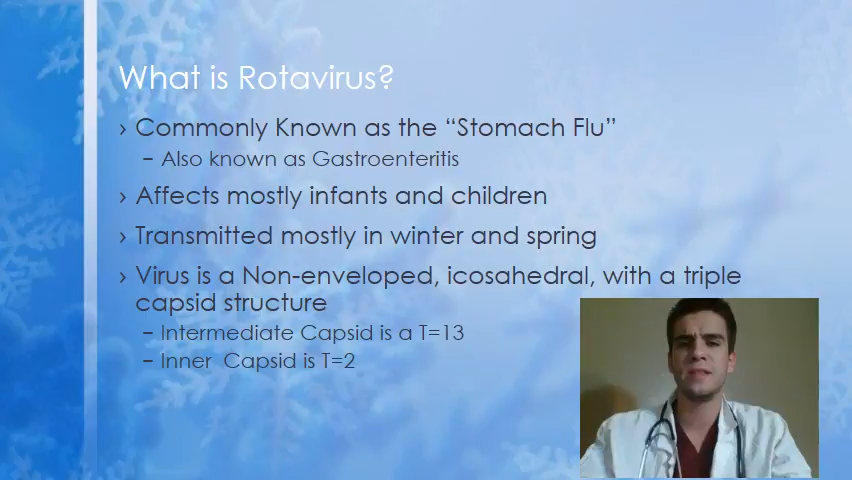 What is Rotavirus?
› Commonly Known as the “Stomach Flu”
– Also known as Gastroenteritis
› Affects mostly infants and children
› Transmitted mostly in winter and spring
› Virus is a Non-enveloped, icosahedral, with a triple
capsid structure
– Intermediate Capsid is a T=13
– Inner  Capsid is T=2